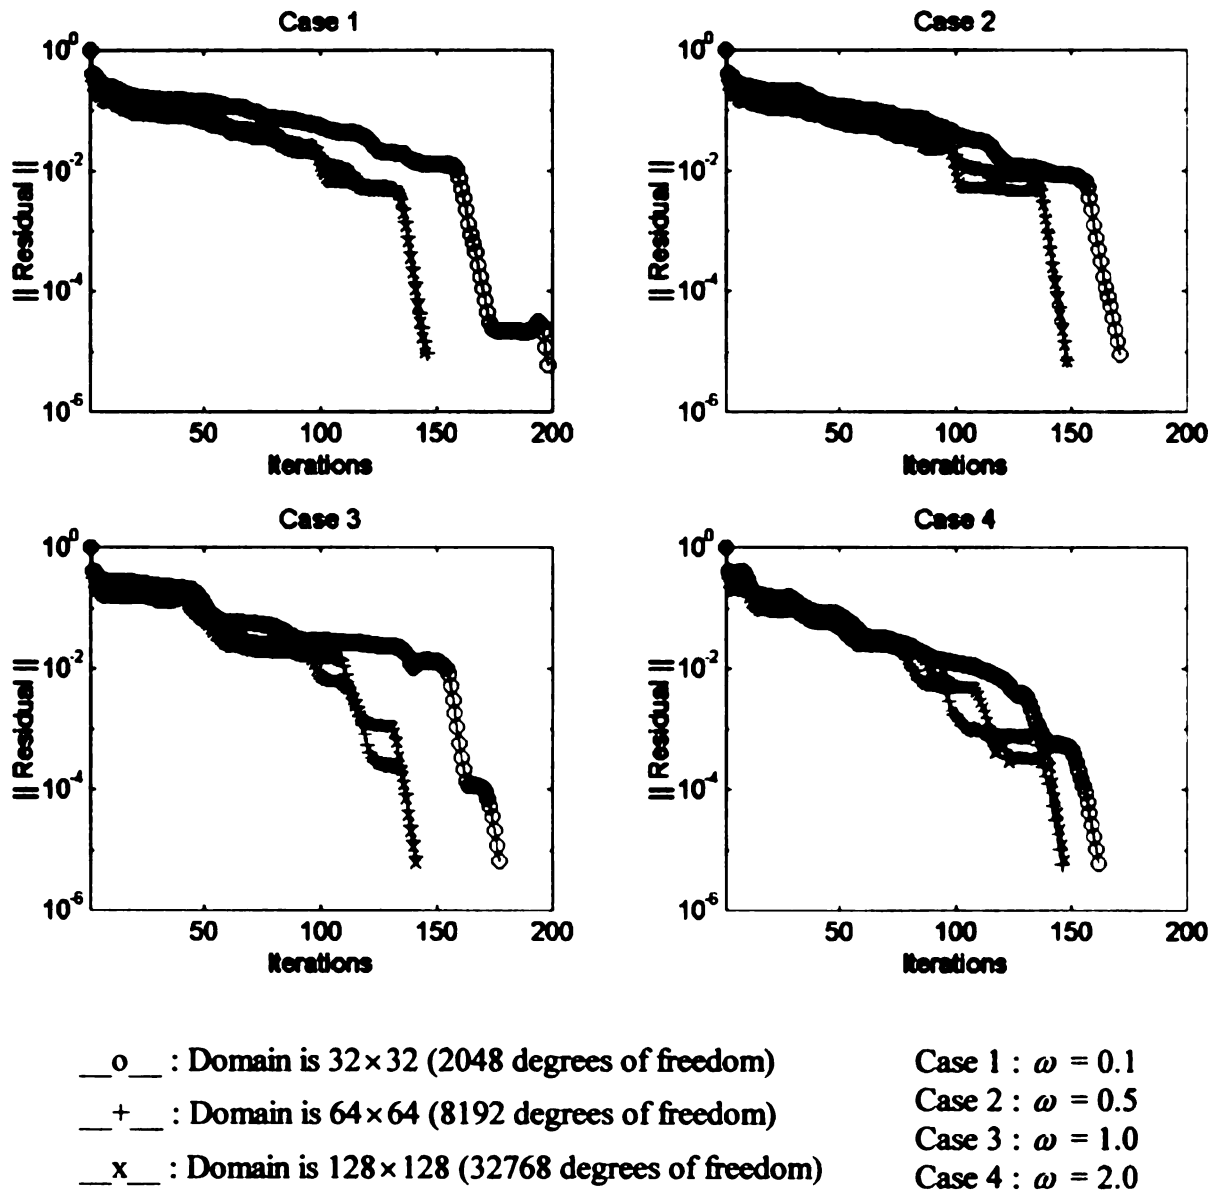 Case 1
Case 2
10^0
10^-2
10^-4
10^-6
|| Residual ||
50 100 150 200
Iterations
10^0
10^-2
10^-4
10^-6
|| Residual ||
50 100 150 200
Iterations
Case 3
Case 4
10^0
10^-2
10^-4
10^-6
|| Residual ||
50 100 150 200
Iterations
10^0
10^-2
10^-4
10^-6
|| Residual ||
50 100 150 200
Iterations
__o__ : Domain is 32×32 (2048 degrees of freedom)
__+__ : Domain is 64×64 (8192 degrees of freedom)
__x__ : Domain is 128×128 (32768 degrees of freedom)
Case 1 : ω = 0.1
Case 2 : ω = 0.5
Case 3 : ω = 1.0
Case 4 : ω = 2.0